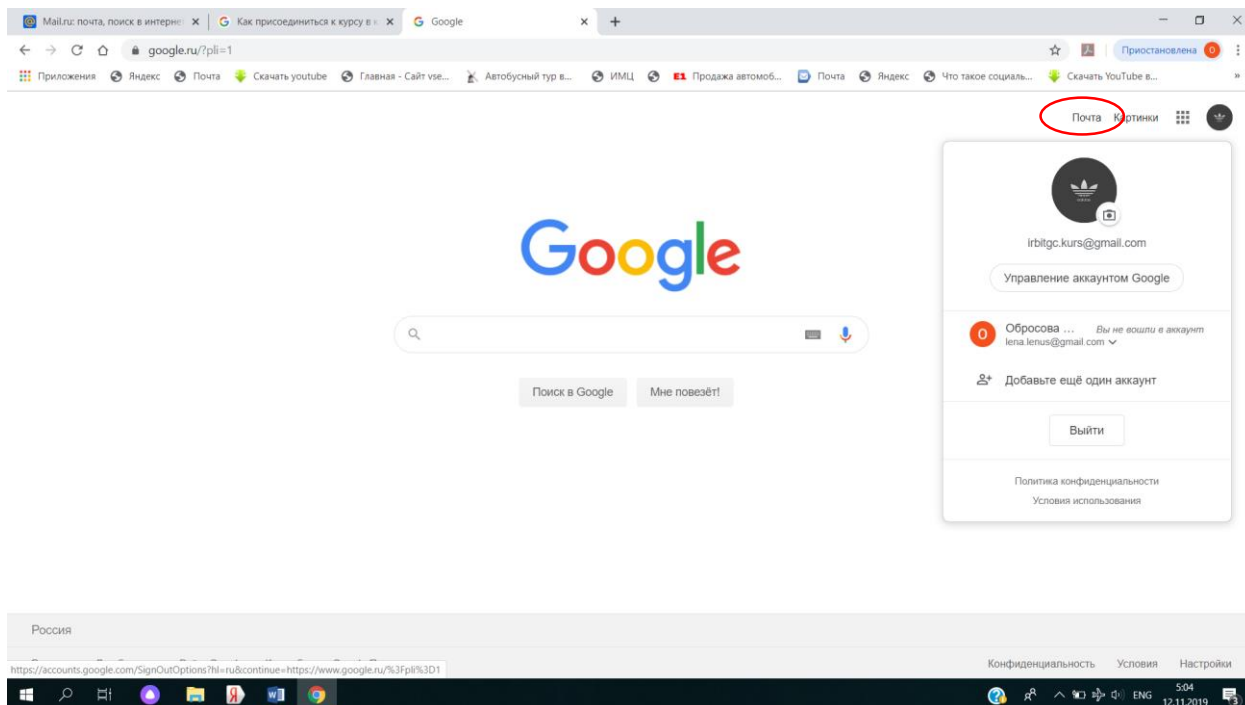 Mail.ru: почта, поиск в интерне
Как присоединиться к курсу в
Google
google.ru/?pli=1
Приостановлена
О
Приложения
Яндекс
Почта
Скачать youtube
Главная - Сайт vse...
Автобусный тур в...
ИМЦ
E1 Продажа автомоб...
Почта
Яндекс
Что такое социаль...
Скачать YouTube в...
»
Почта
Картинки
irbitgc.kurs@gmail.com
Управление аккаунтом Google
О
Обросова ...
Вы не вошли в аккаунт
lena.lenus@gmail.com
Добавьте ещё один аккаунт
Выйти
Политика конфиденциальности
Условия использования
Google
Поиск в Google
Мне повезёт!
Россия
https://accounts.google.com/SignOutOptions?hl=ru&continue=https://www.google.ru/%3Fpli%3D1
Конфиденциальность
Условия
Настройки
ENG
5:04
12.11.2019
3